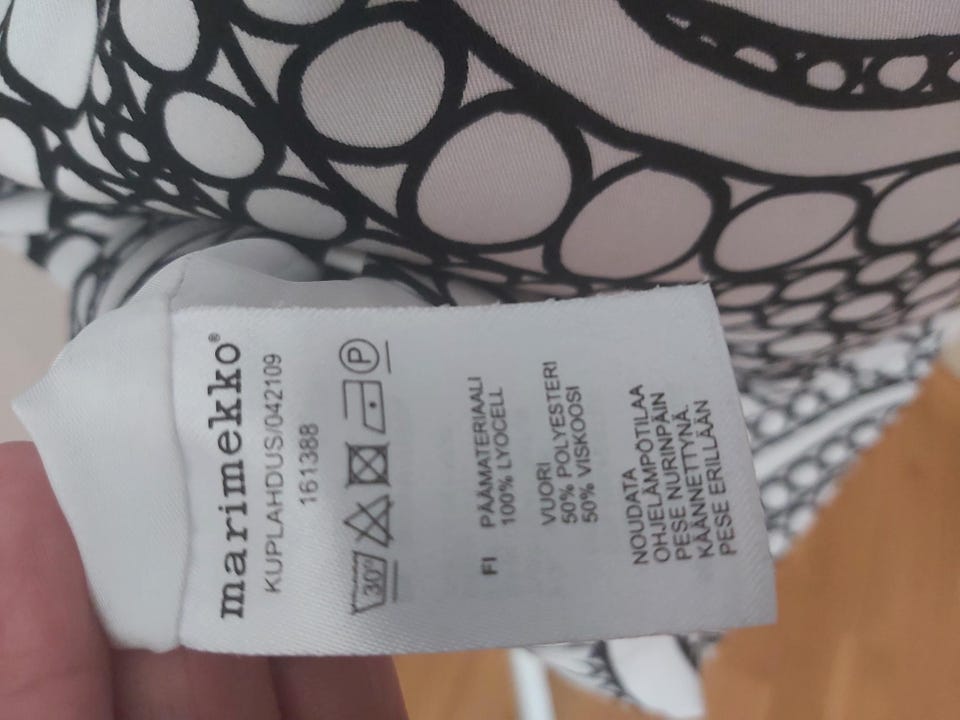 marimekko®
KUPLAHDUS/042109
161388
30° P
FI PÄÄMATERIAALI
100% LYOCELL
VUORI
50% POLYESTERI
50% VISKOOSI
NOUDATA
OHJELÄMPÖTILAA
PESE NURINPÄIN
KÄÄNNETTYNÄ.
PESE ERILLÄÄN